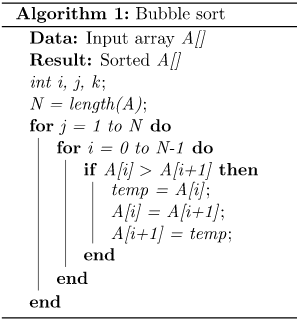 Algorithm 1: Bubble sort
Data: Input array A[]
Result: Sorted A[]
int i, j, k;
N = length(A);
for j = 1 to N do
for i = 0 to N-1 do
if A[i] > A[i+1] then
temp = A[i];
A[i] = A[i+1];
A[i+1] = temp;
end
end
end